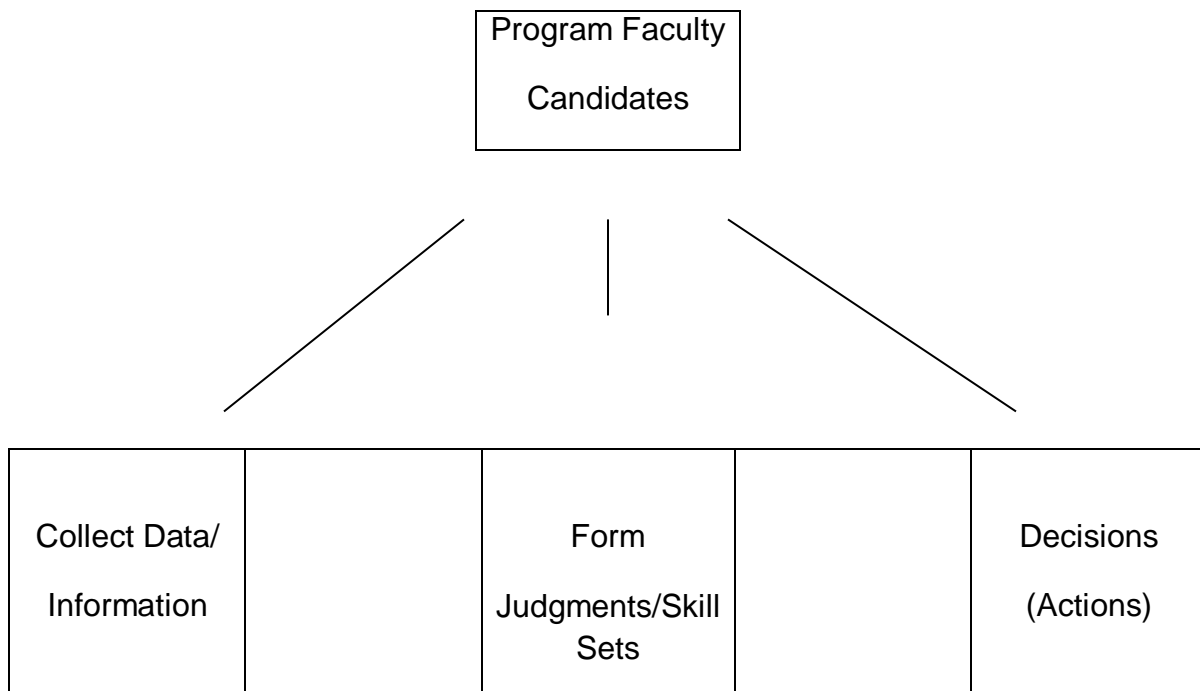 Program Faculty
Candidates
Collect Data/
Information
Form
Judgments/Skill
Sets
Decisions
(Actions)